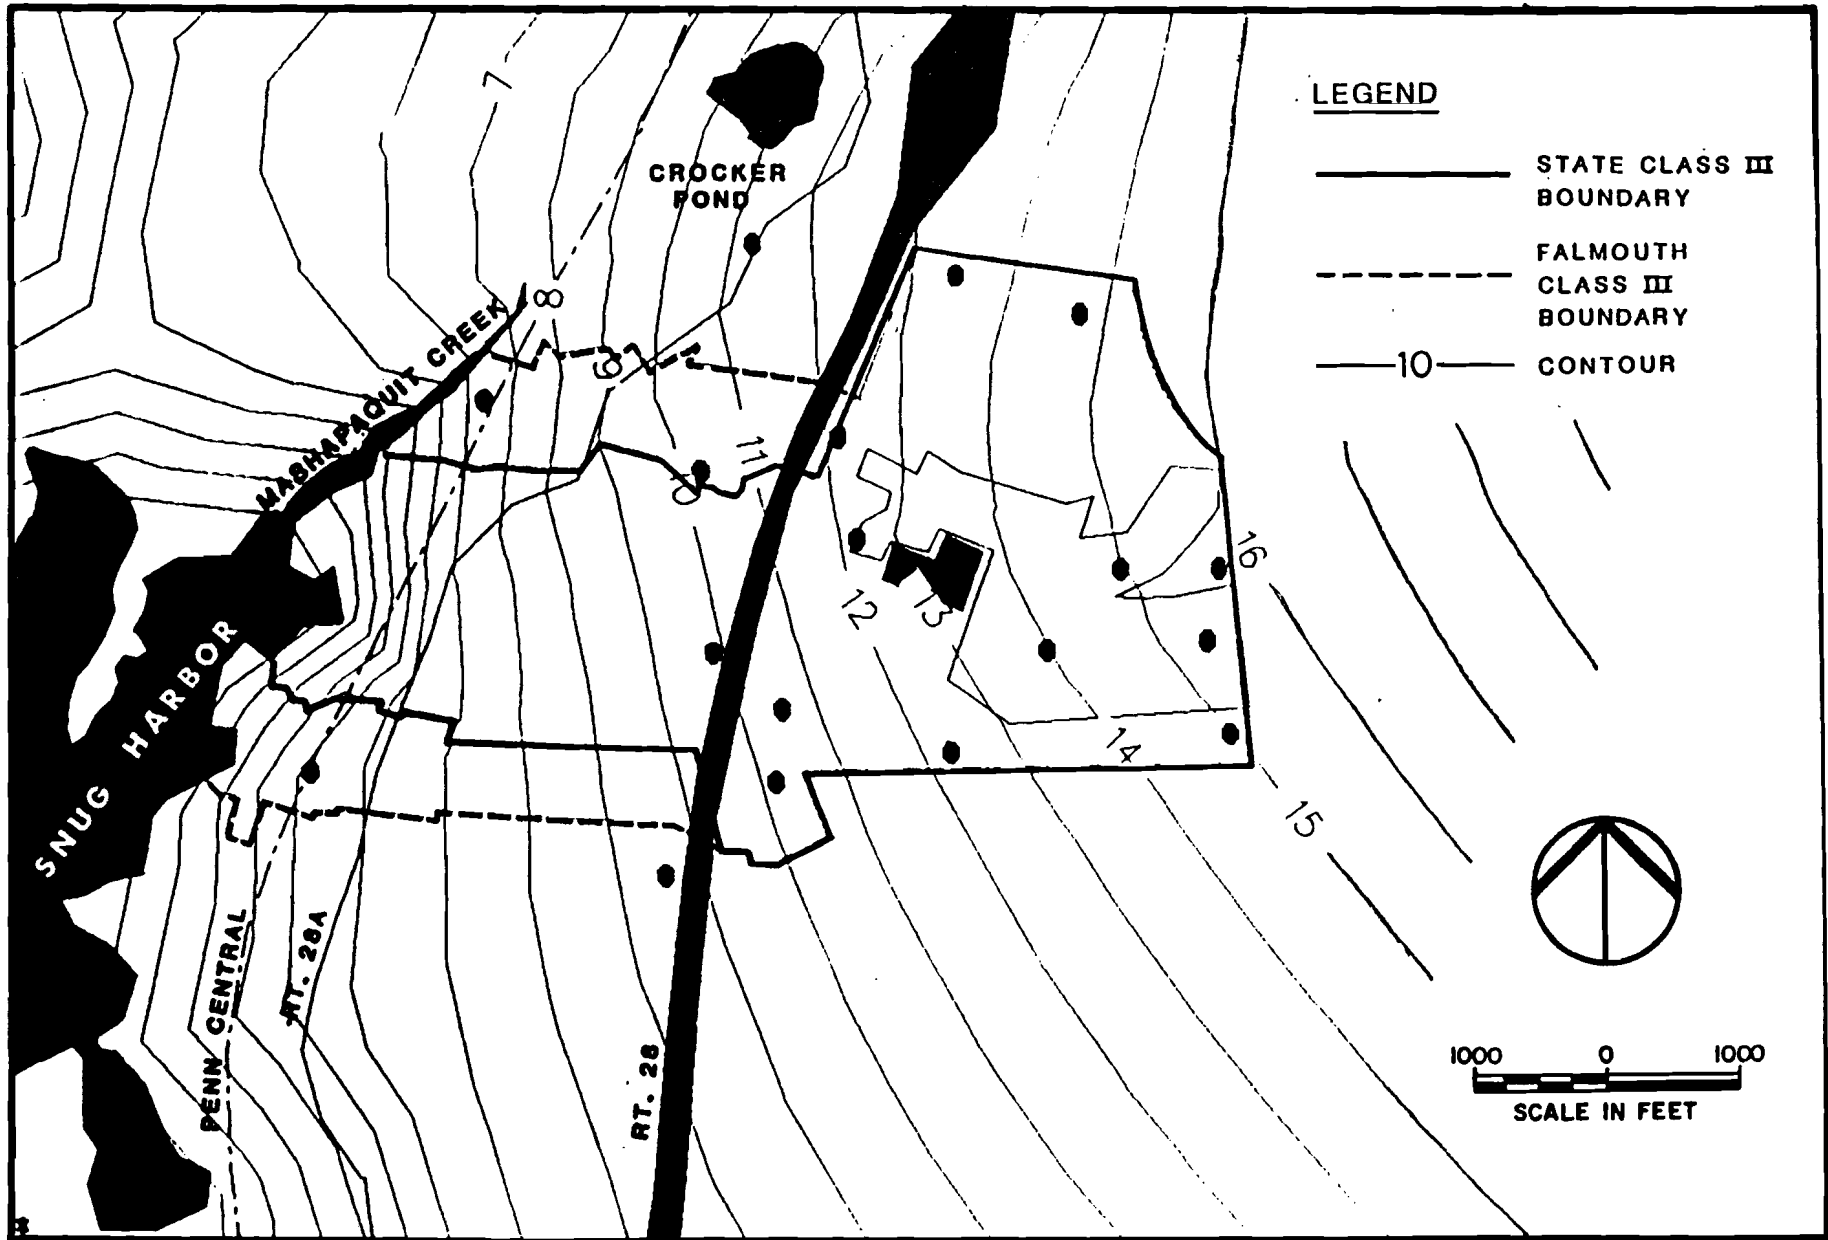 LEGEND
STATE CLASS III
BOUNDARY
FALMOUTH
CLASS III
BOUNDARY
10
CONTOUR
7
CROCKER
POND
8
MASHAPAQUIT CREEK
9
11
10
16
12
13
SNUG HARBOR
14
15
PENN CENTRAL
RT. 28A
RT. 28
1000 0 1000
SCALE IN FEET